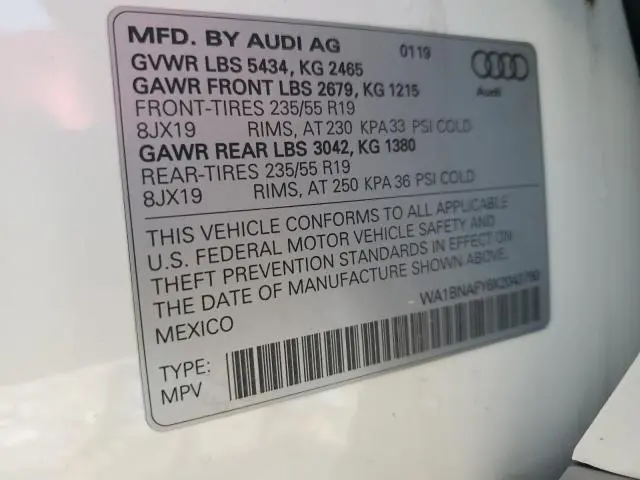 MFD. BY AUDI AG 01 19
GVWR LBS 5434, KG 2465
GAWR FRONT LBS 2679, KG 1215
FRONT-TIRES 235/55 R19
8JX19 RIMS, AT 230 KPA 33 PSI COLD
GAWR REAR LBS 3042, KG 1380
REAR-TIRES 235/55 R19
8JX19 RIMS, AT 250 KPA 36 PSI COLD
Audi
THIS VEHICLE CONFORMS TO ALL APPLICABLE
U.S. FEDERAL MOTOR VEHICLE SAFETY AND
THEFT PREVENTION STANDARDS IN EFFECT ON
THE DATE OF MANUFACTURE SHOWN ABOVE.
MEXICO
TYPE:
MPV